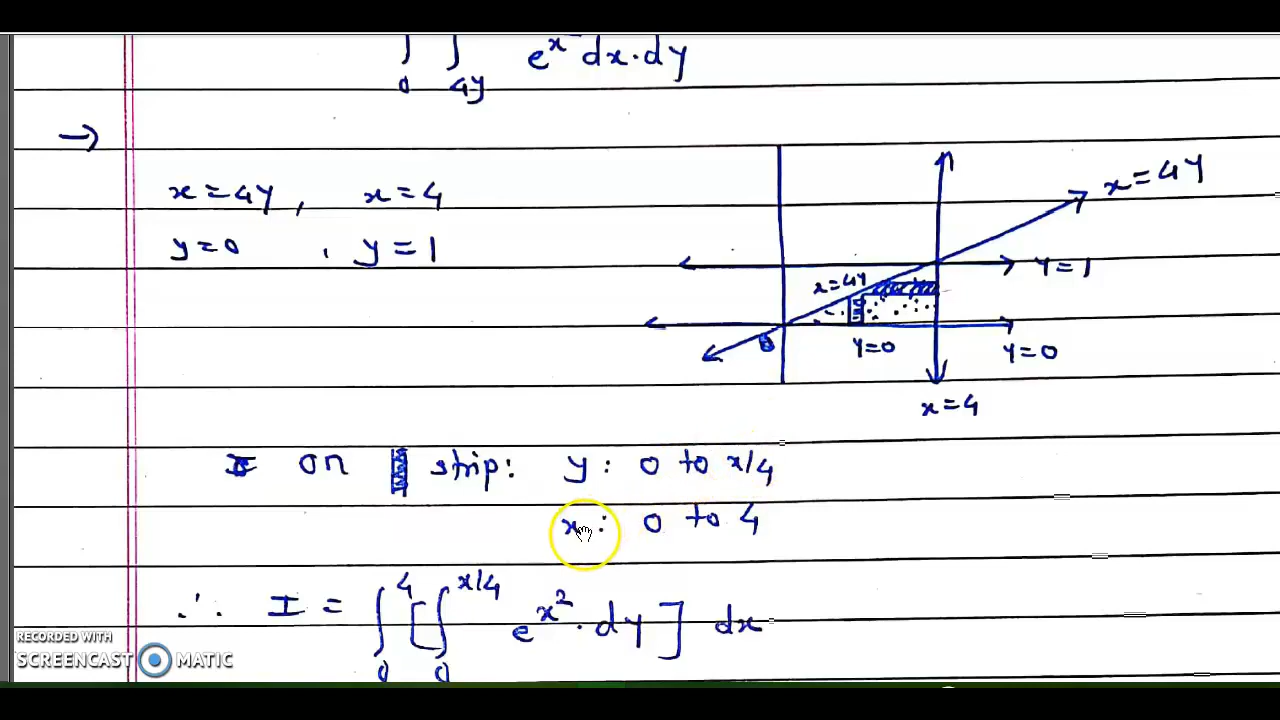 ∫ ∫ e^x dx·dy
0 4y
→
x=4y, x=4
y=0, y=1
x=4y
y=1
x=4y
y=0
y=0
x=4
on strip: y: 0 to x/4
x: 0 to 4
∴ I = ∫₀⁴ [∫₀^{x/4} e^{x²}·dy] dx
RECORDED WITH
SCREENCAST MATIC